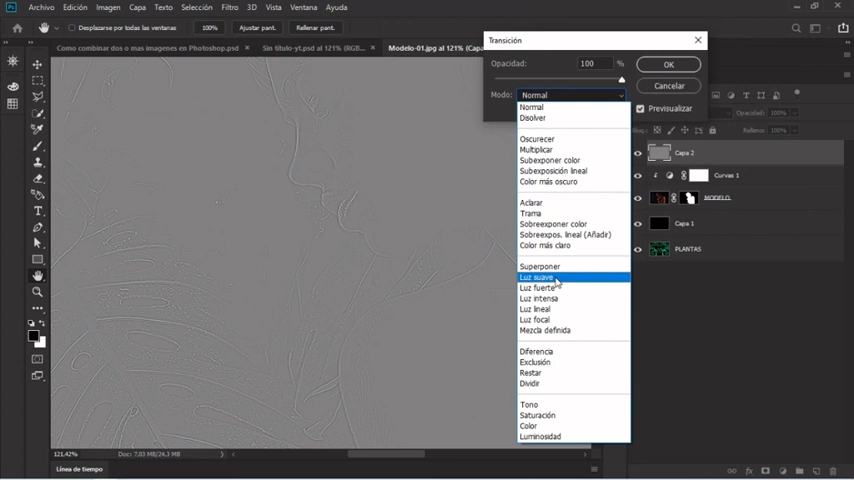 Archivo Edición Imagen Capa Texto Selección Filtro 3D Vista Ventana Ayuda
Desplazarse por todas las ventanas 100% Ajustar pant. Rellenar pant.
Como combinar dos o mas imagenes en Photoshop.psd × Sin título-yt.psd al 121% (RGB... × Modelo-01.jpg al 121% (Capa
Transición
Opacidad: 100 %
OK
Cancelar
Modo: Normal
Previsualizar
Normal
Disolver
Oscurecer
Multiplicar
Subexponer color
Subexposición lineal
Color más oscuro
Aclarar
Trama
Sobreexponer color
Sobreexpos. lineal (Añadir)
Color más claro
Superponer
Luz suave
Luz fuerte
Luz intensa
Luz lineal
Luz focal
Mezcla definida
Diferencia
Exclusión
Restar
Dividir
Tono
Saturación
Color
Luminosidad
Opacidad: 100%
Relleno: 100%
Capa 2
Curvas 1
MODELO
Capa 1
PLANTAS
121.42% Doc: 7.03 MB/24.3 MB
Línea de tiempo